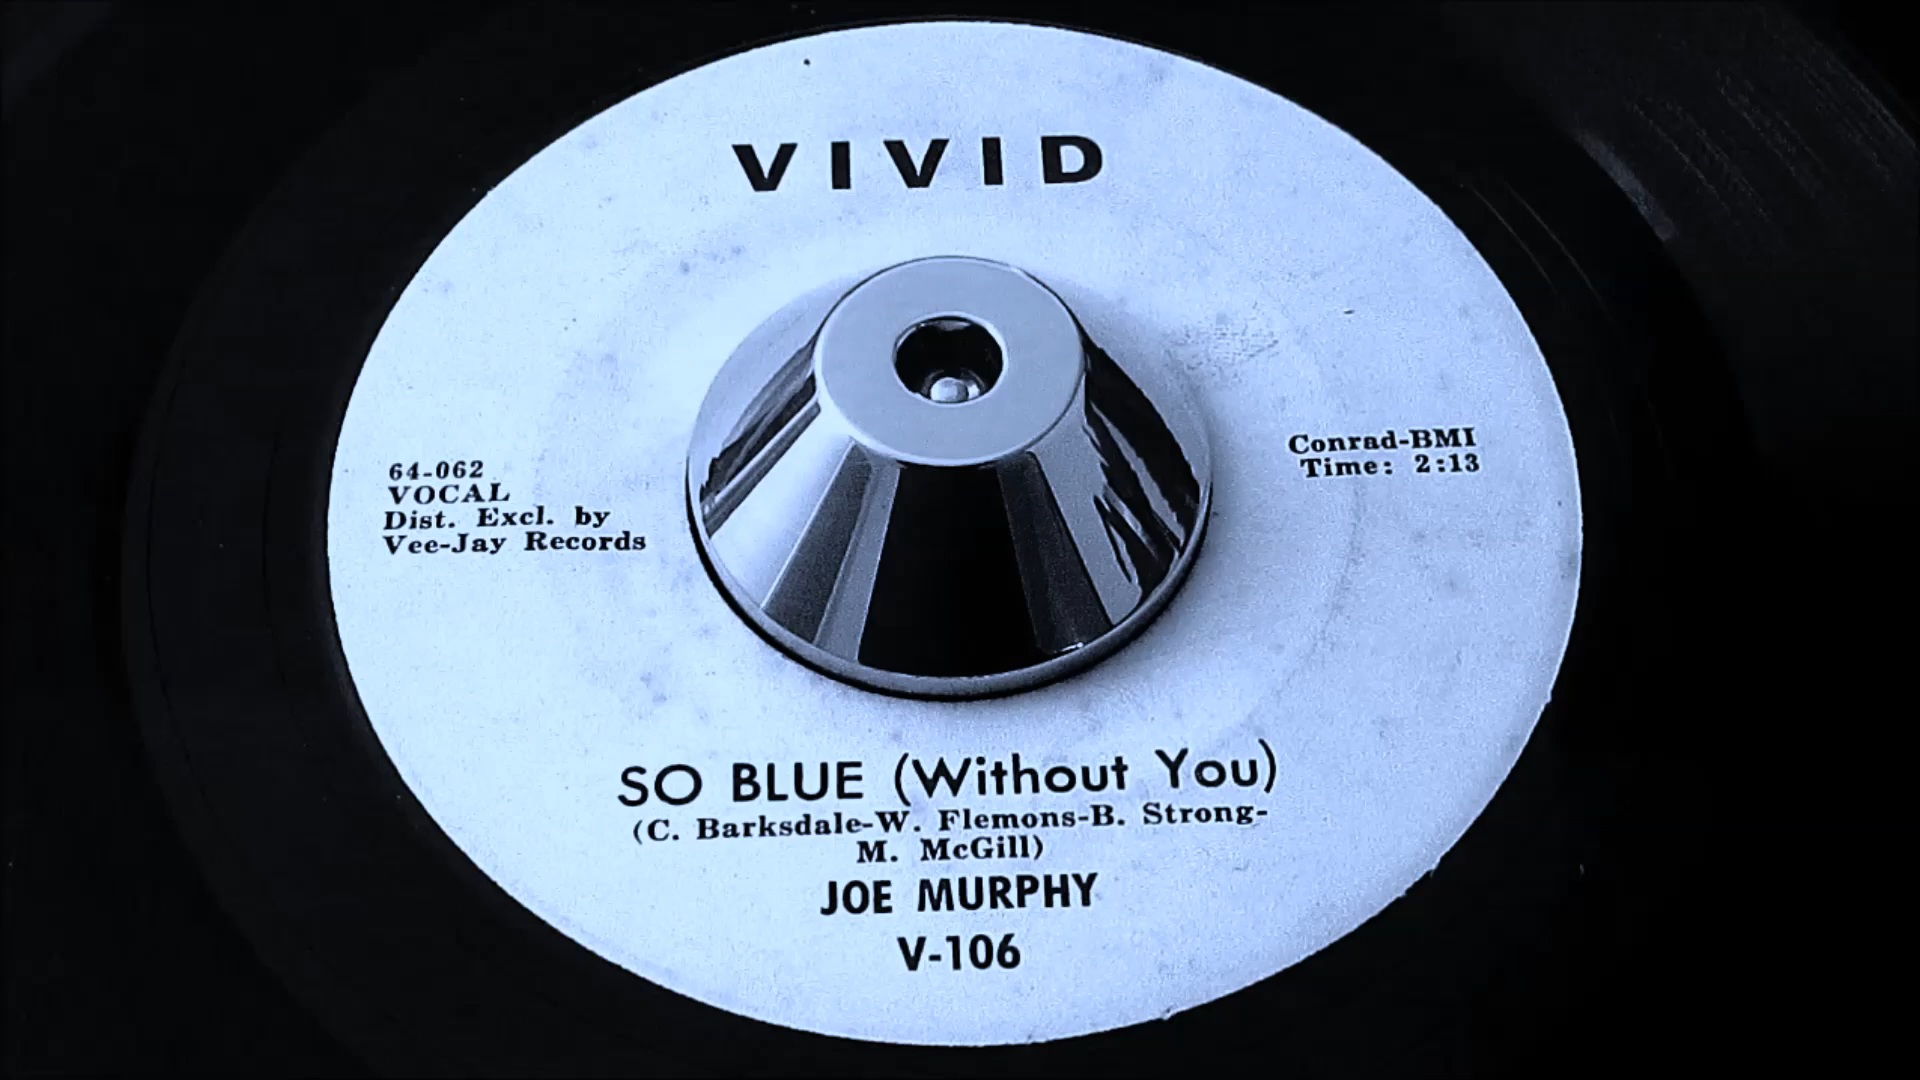 VIVID
64-062
VOCAL
Dist. Excl. by
Vee-Jay Records
Conrad-BMI
Time: 2:13
SO BLUE (Without You)
(C. Barksdale-W. Flemons-B. Strong-
M. McGill)
JOE MURPHY
V-106